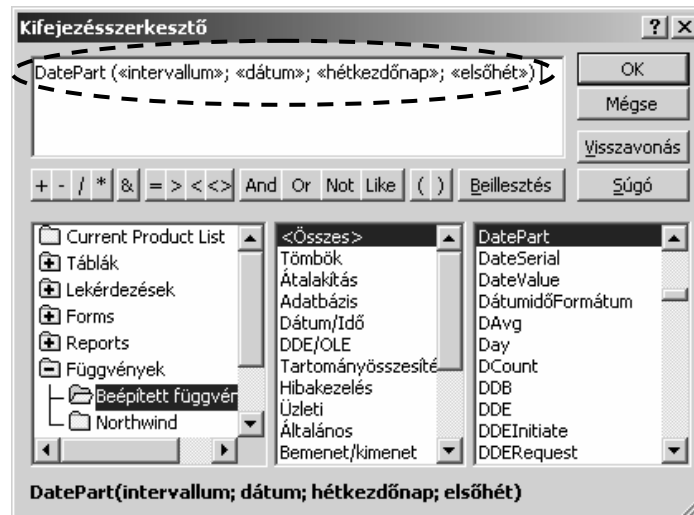 Kifejezésszerkesztő
DatePart («intervallum»; «dátum»; «hétkezdőnap»; «elsőhét»)
OK
Mégse
Visszavonás
Súgó
+ - / * & = > < <> And Or Not Like ( ) Beillesztés
Current Product List
Táblák
Lekérdezések
Forms
Reports
Függvények
Beépített függvér
Northwind
<Összes>
Tömbök
Átalakítás
Adatbázis
Dátum/Idő
DDE/OLE
Tartományösszesíté
Hibakezelés
Üzleti
Általános
Bemenet/kimenet
DatePart
DateSerial
DateValue
DátumidőFormátum
DAvg
Day
DCount
DDB
DDE
DDEInitiate
DDERequest
DatePart(intervallum; dátum; hétkezdőnap; elsőhét)